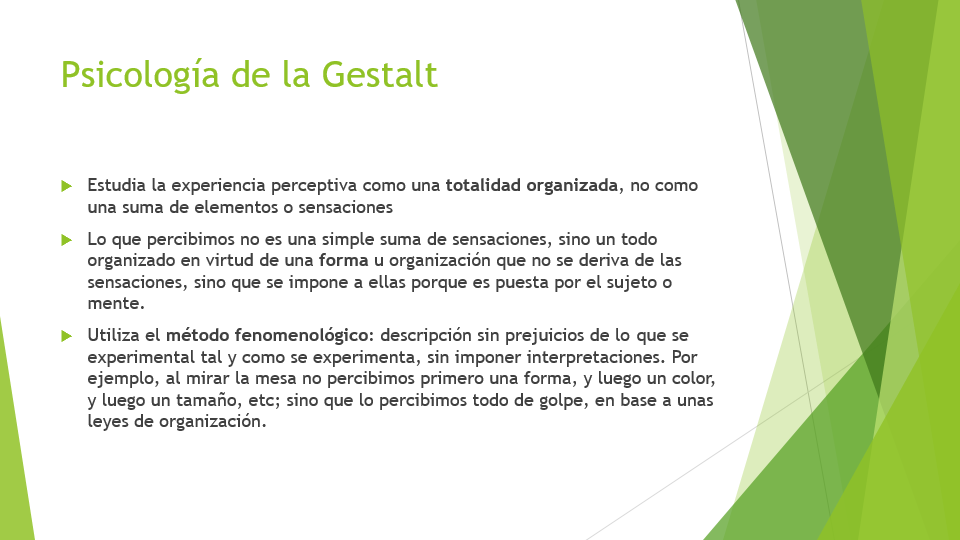 Psicología de la Gestalt
Estudia la experiencia perceptiva como una totalidad organizada, no como
una suma de elementos o sensaciones
Lo que percibimos no es una simple suma de sensaciones, sino un todo
organizado en virtud de una forma u organización que no se deriva de las
sensaciones, sino que se impone a ellas porque es puesta por el sujeto o
mente.
Utiliza el método fenomenológico: descripción sin prejuicios de lo que se
experimental tal y como se experimenta, sin imponer interpretaciones. Por
ejemplo, al mirar la mesa no percibimos primero una forma, y luego un color,
y luego un tamaño, etc; sino que lo percibimos todo de golpe, en base a unas
leyes de organización.